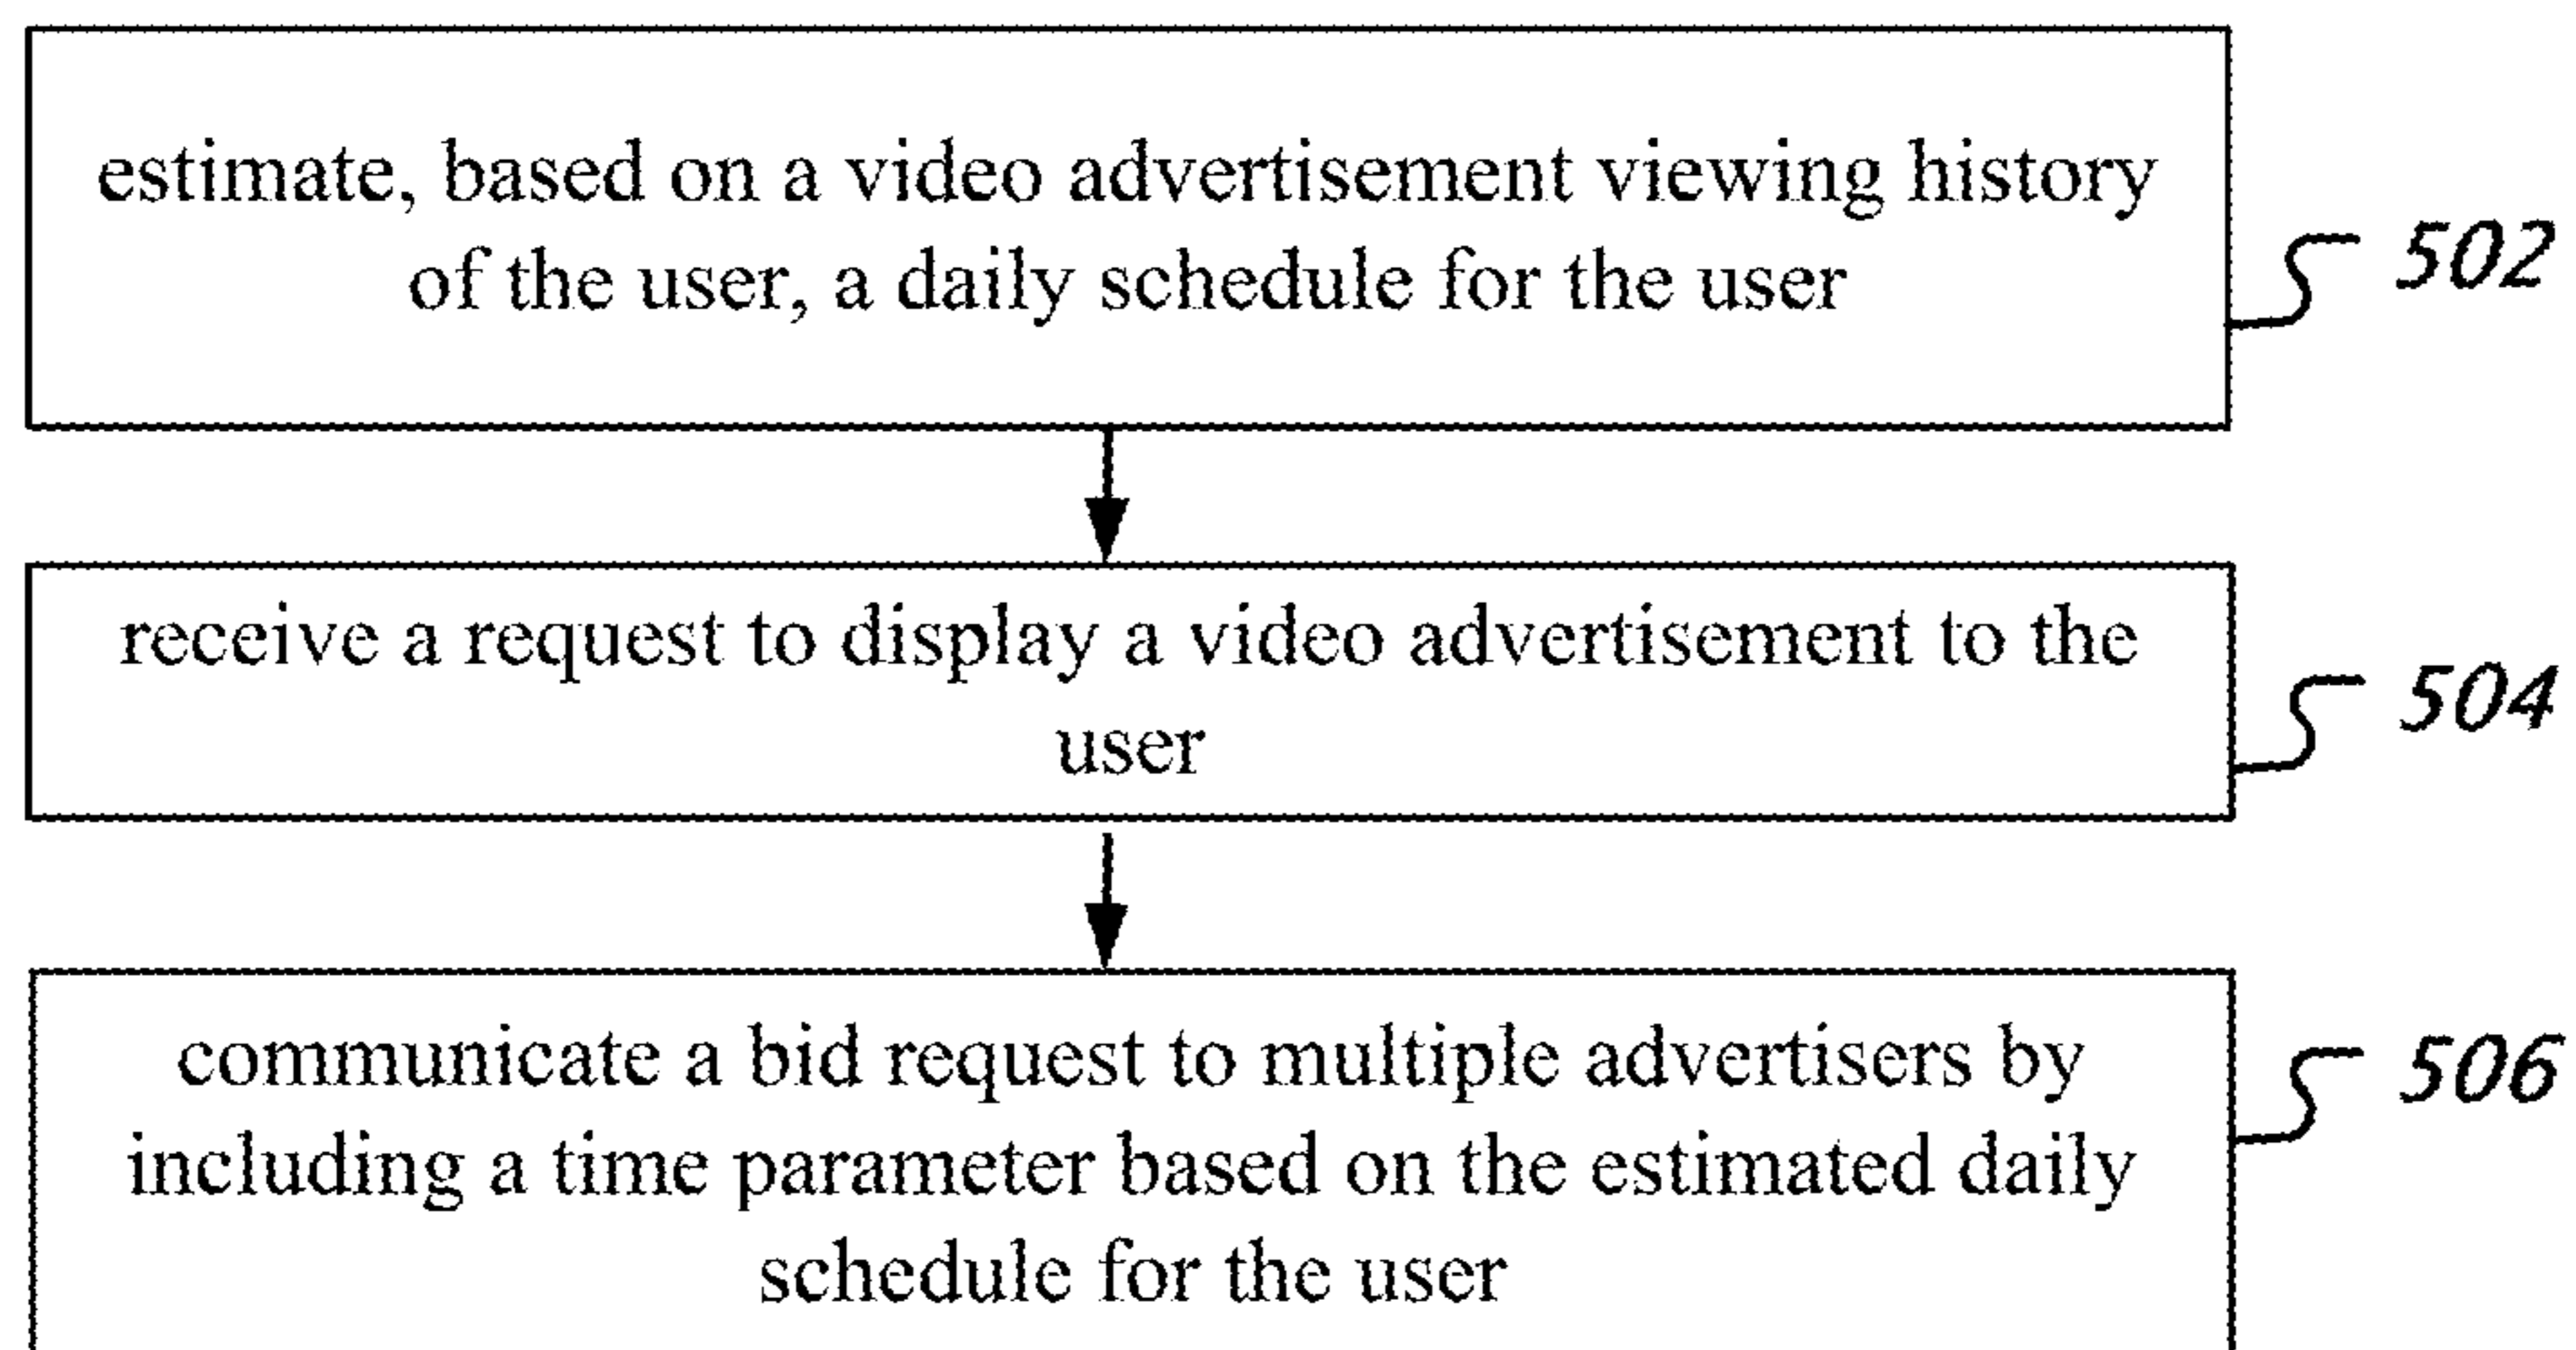 estimate, based on a video advertisement viewing history
of the user, a daily schedule for the user
502
receive a request to display a video advertisement to the
user
504
communicate a bid request to multiple advertisers by
including a time parameter based on the estimated daily
schedule for the user
506